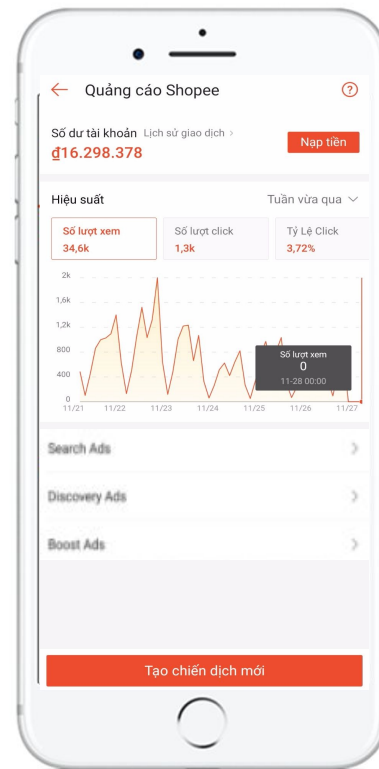 Quảng cáo Shopee
?
Số dư tài khoản Lịch sử giao dịch >
₫16.298.378
Nạp tiền
Hiệu suất
Tuần vừa qua
Số lượt xem
34,6k
Số lượt click
1,3k
Tỷ Lệ Click
3,72%
2k
1,6k
1,2k
800
400
0
Số lượt xem
0
11-28 00:00
11/21 11/22 11/23 11/24 11/25 11/26 11/27
Search Ads
Discovery Ads
Boost Ads
Tạo chiến dịch mới